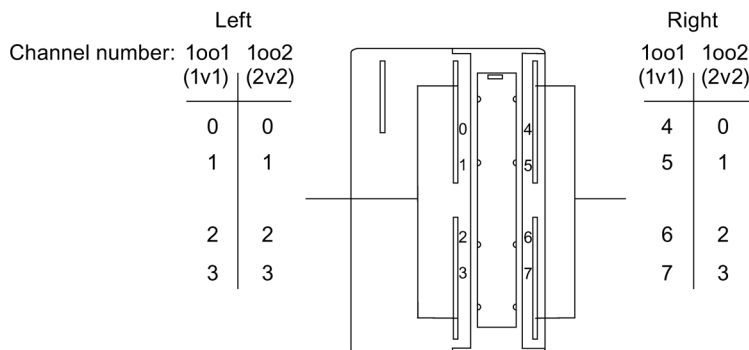 Left Right
Channel number: 1oo1 1oo2 1oo1 1oo2
(1v1) (2v2) (1v1) (2v2)
0 0 0 4 4 0
1 1 1 5 5 1
2 2 2 6 6 2
3 3 3 7 7 3